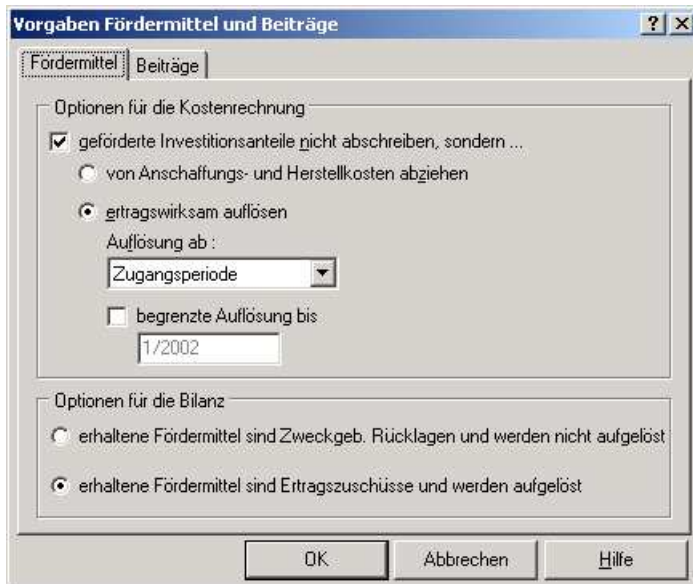 Vorgaben Fördermittel und Beiträge
Fördermittel Beiträge
Optionen für die Kostenrechnung
geförderte Investitionsanteile nicht abschreiben, sondern ...
von Anschaffungs- und Herstellkosten abziehen
ertragswirksam auflösen
Auflösung ab :
Zugangsperiode
begrenzte Auflösung bis
1/2002
Optionen für die Bilanz
erhaltene Fördermittel sind Zweckgeb. Rücklagen und werden nicht aufgelöst
erhaltene Fördermittel sind Ertragszuschüsse und werden aufgelöst
OK Abbrechen Hilfe